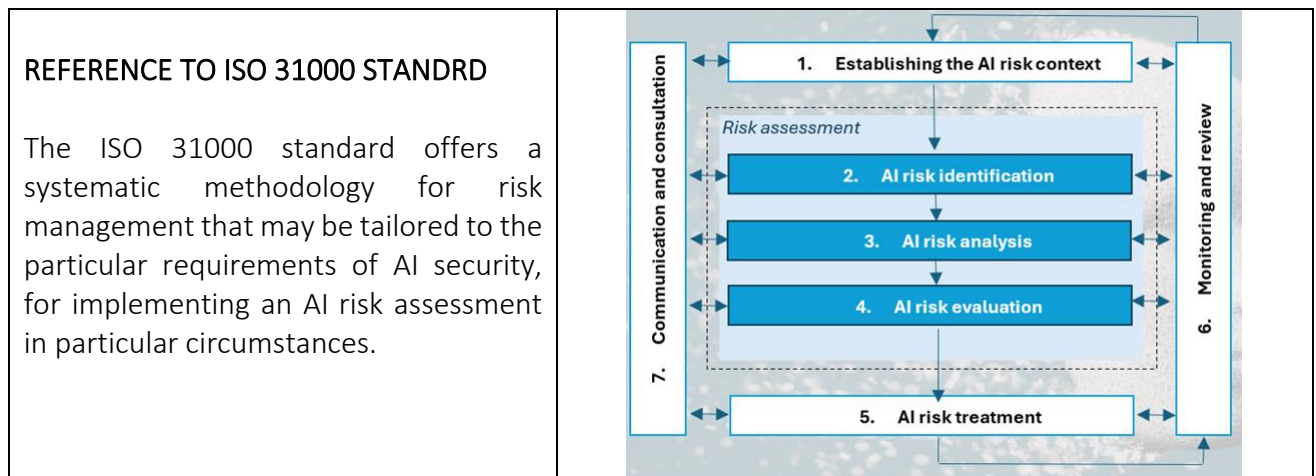 REFERENCE TO ISO 31000 STANDRD
The ISO 31000 standard offers a
systematic methodology for risk
management that may be tailored to the
particular requirements of AI security,
for implementing an AI risk assessment
in particular circumstances.
1. Establishing the AI risk context
Risk assessment
2. AI risk identification
3. AI risk analysis
4. AI risk evaluation
5. AI risk treatment
7. Communication and consultation
6. Monitoring and review